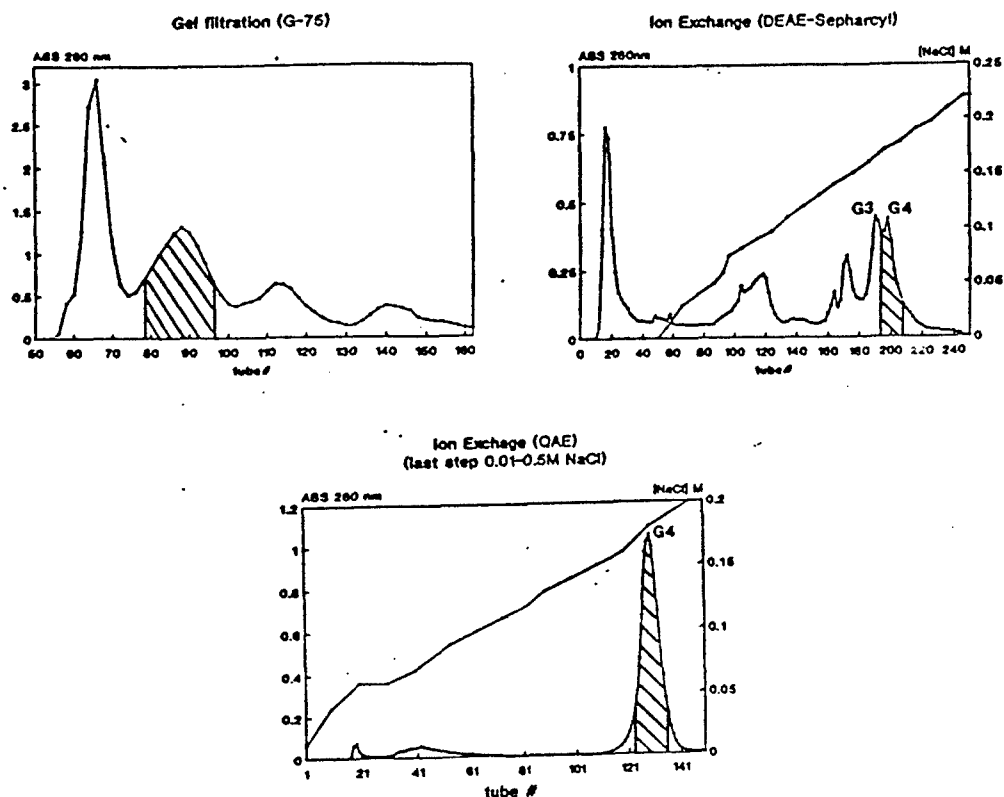 Gel filtration (G-75)
ABS 280 nm
3
2.5
2
1.5
1
0.5
0
50 60 70 80 90 100 110 120 130 140 150 160
tube#
Ion Exchange (DEAE-Sepharcyl)
ABS 260nm
[NaCl] M
1
0.75
0.5
0.25
0
0.25
0.2
0.15
0.1
0.05
0
G3 G4
0 20 40 60 80 100 120 140 160 180 200 220 240
tube#
Ion Exchage (QAE)
(last step 0.01-0.5M NaCl)
ABS 260 nm
[NaCl] M
1.2
1
0.8
0.6
0.4
0.2
0
0.2
0.15
0.1
0.05
0
G4
1 21 41 61 81 101 121 141
tube #